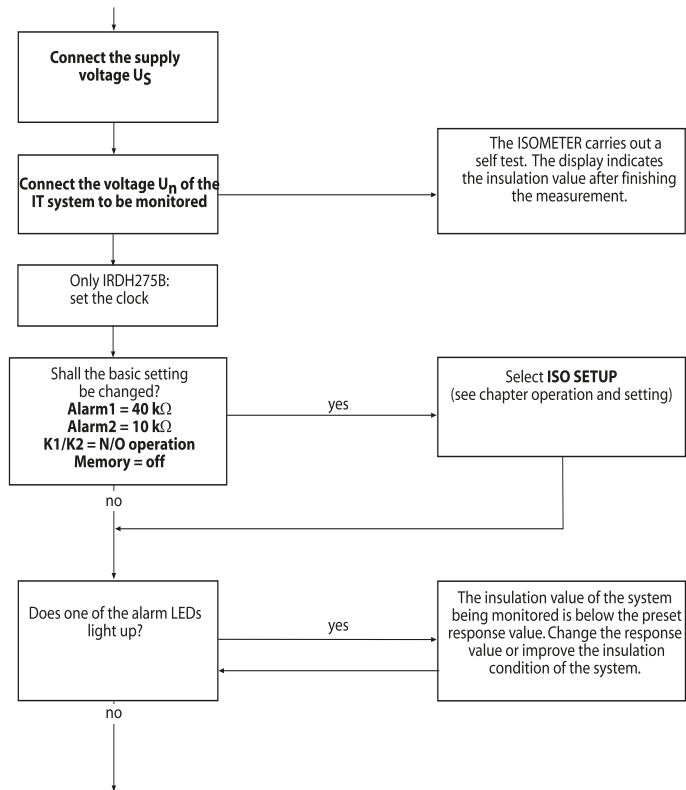 Connect the supply
voltage US
Connect the voltage Un of the
IT system to be monitored
The ISOMETER carries out a
self test. The display indicates
the insulation value after finishing
the measurement.
Only IRDH275B:
set the clock
Shall the basic setting
be changed?
Alarm1 = 40 kΩ
Alarm2 = 10 kΩ
K1/K2 = N/O operation
Memory = off
yes
Select ISO SETUP
(see chapter operation and setting)
no
Does one of the alarm LEDs
light up?
yes
The insulation value of the system
being monitored is below the preset
response value. Change the response
value or improve the insulation
condition of the system.
no